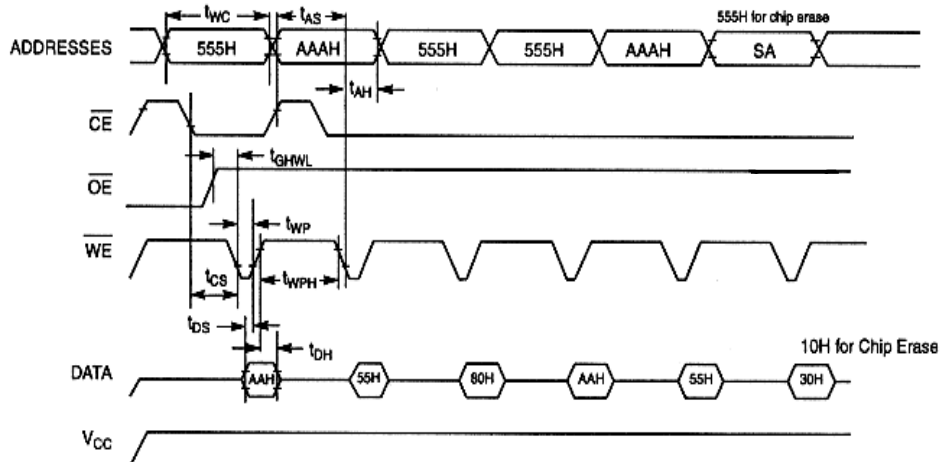 tWC tAS 555H for chip erase
ADDRESSES 555H AAAH 555H 555H AAAH SA
tAH
CE
tGHWL
OE
tWP
WE
tCS tWPH
tDS
tDH 10H for Chip Erase
DATA AAH 55H 80H AAH 55H 30H
VCC